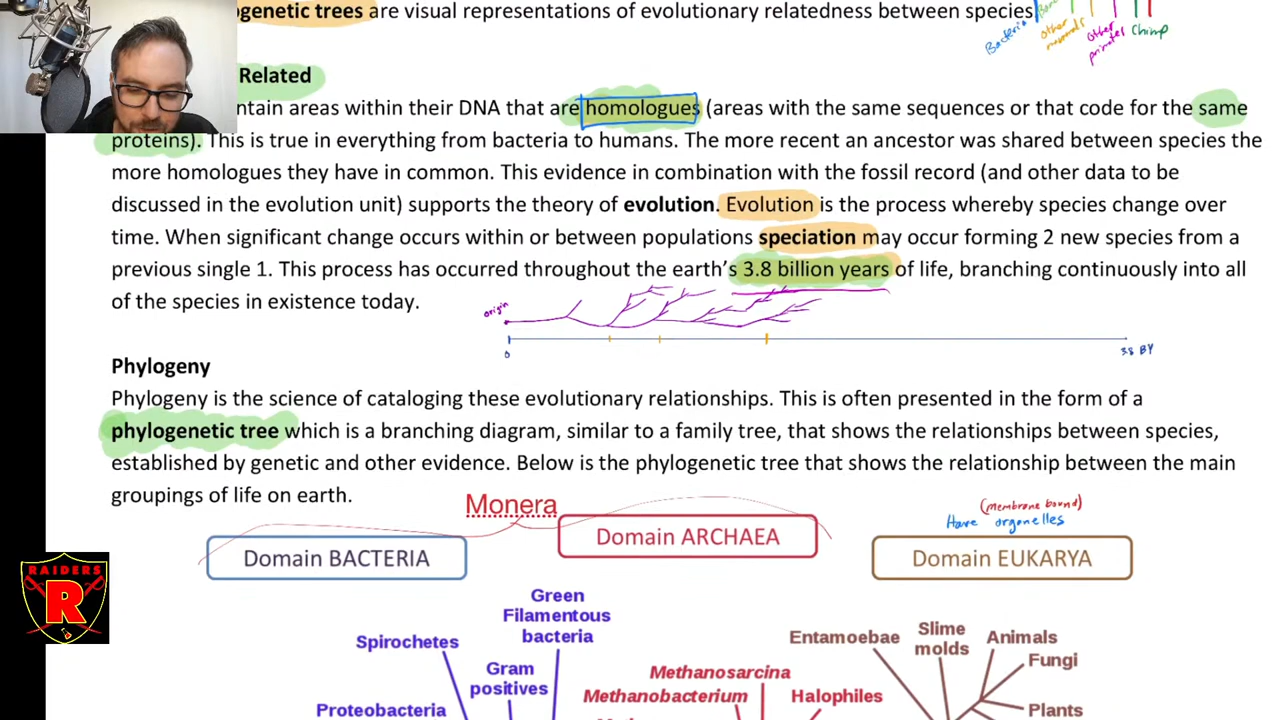 ogenetic trees are visual representations of evolutionary relatedness between species
Bacteria
Other mammals
Other primates
Chimp
Related
ntain areas within their DNA that are homologues (areas with the same sequences or that code for the same
proteins). This is true in everything from bacteria to humans. The more recent an ancestor was shared between species the
more homologues they have in common. This evidence in combination with the fossil record (and other data to be
discussed in the evolution unit) supports the theory of evolution. Evolution is the process whereby species change over
time. When significant change occurs within or between populations speciation may occur forming 2 new species from a
previous single 1. This process has occurred throughout the earth's 3.8 billion years of life, branching continuously into all
of the species in existence today.
origin
0
3.8 BY
Phylogeny
Phylogeny is the science of cataloging these evolutionary relationships. This is often presented in the form of a
phylogenetic tree which is a branching diagram, similar to a family tree, that shows the relationships between species,
established by genetic and other evidence. Below is the phylogenetic tree that shows the relationship between the main
groupings of life on earth.
Monera
(membrane bound)
Have organelles
Domain BACTERIA
Domain ARCHAEA
Domain EUKARYA
RAIDERS
R
Green
Filamentous
bacteria
Spirochetes
Gram
positives
Proteobacteria
Methanosarcina
Methanobacterium
Halophiles
Entamoebae
Slime
molds
Animals
Fungi
Plants